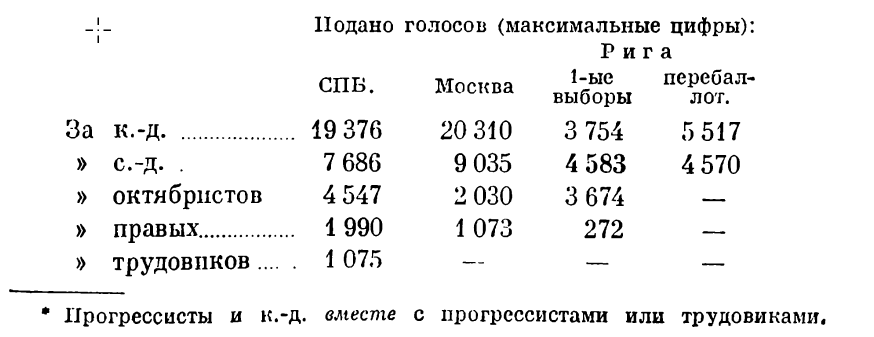 Подано голосов (максимальные цифры):
Рига
СПБ. Москва 1-ые выборы перебал-лот.
За к.-д. .................. 19 376 20 310 3 754 5 517
» с.-д. . 7 686 9 035 4 583 4 570
» октябристов 4 547 2 030 3 674 —
» правых................ 1 990 1 073 272 —
» трудовиков .... . 1 075 — — —
* Прогрессисты и к.-д. вместе с прогрессистами или трудовиками.